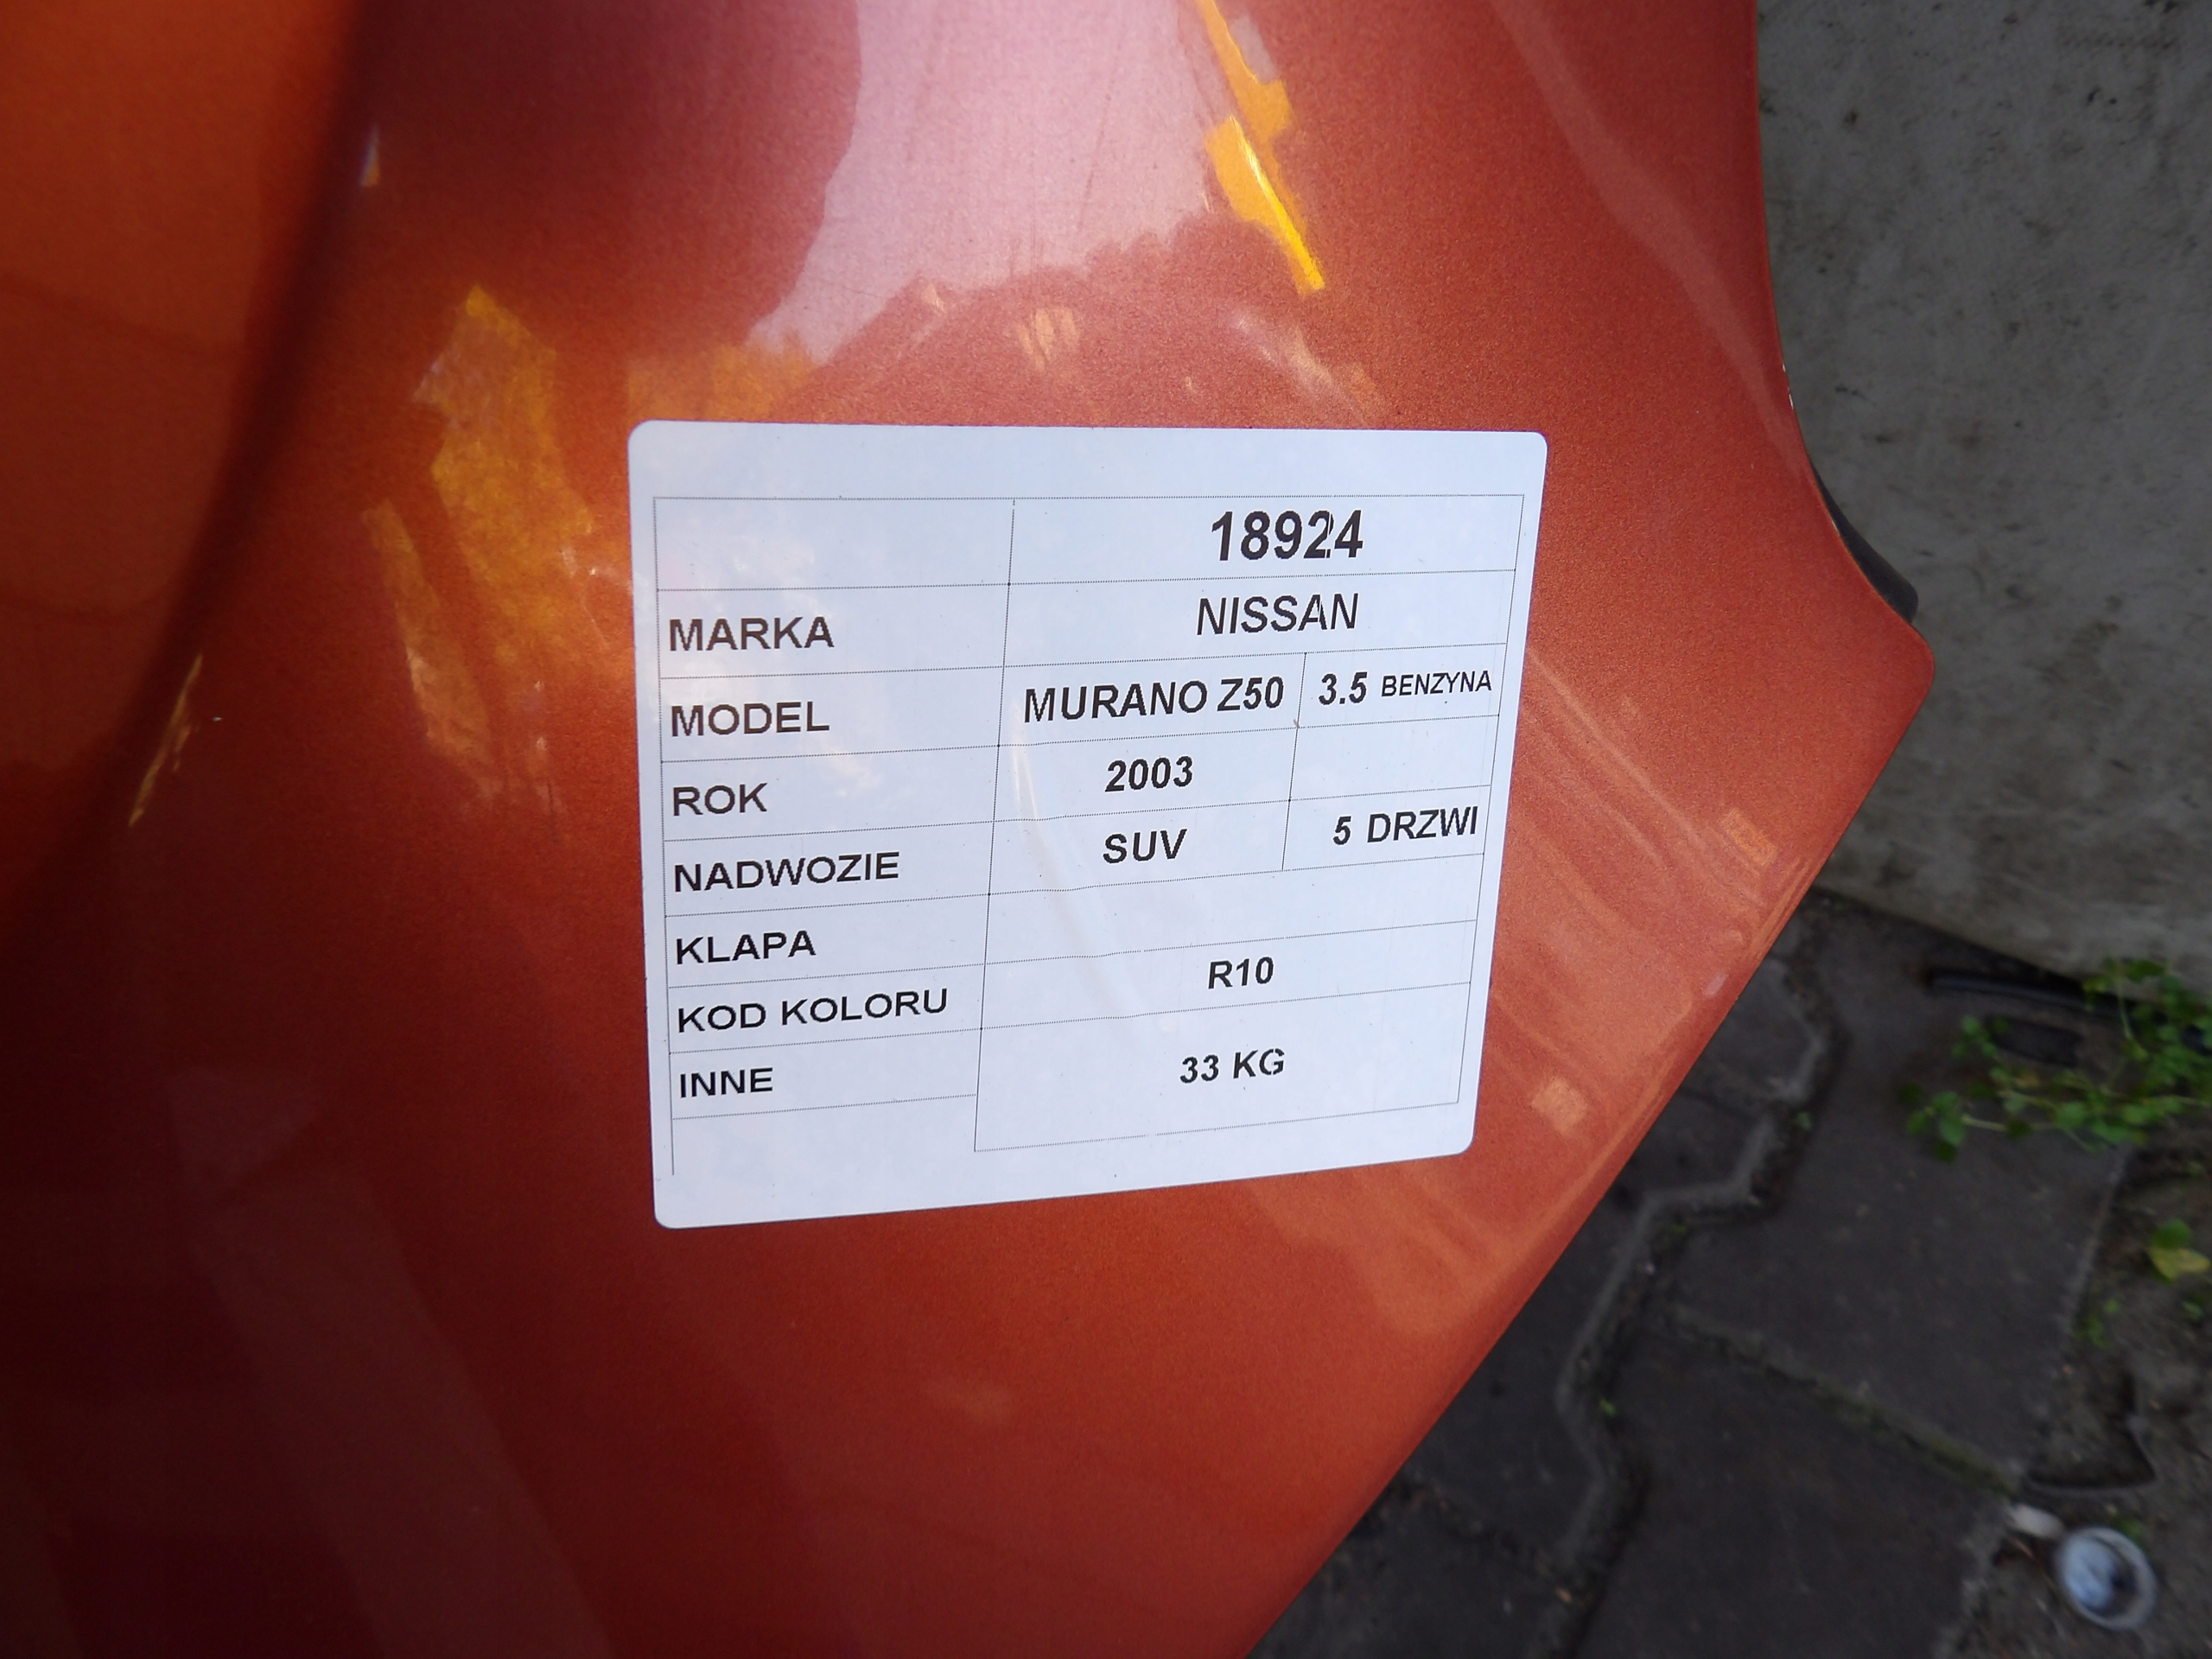 18924
MARKA NISSAN
MODEL MURANO Z50 3.5 BENZYNA
ROK 2003
NADWOZIE SUV 5 DRZWI
KLAPA
KOD KOLORU R10
INNE 33 KG